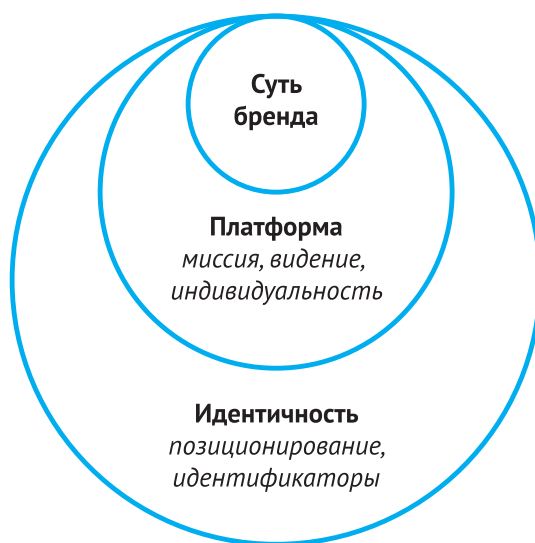 Суть
бренда
Платформа
миссия, видение,
индивидуальность
Идентичность
позиционирование,
идентификаторы